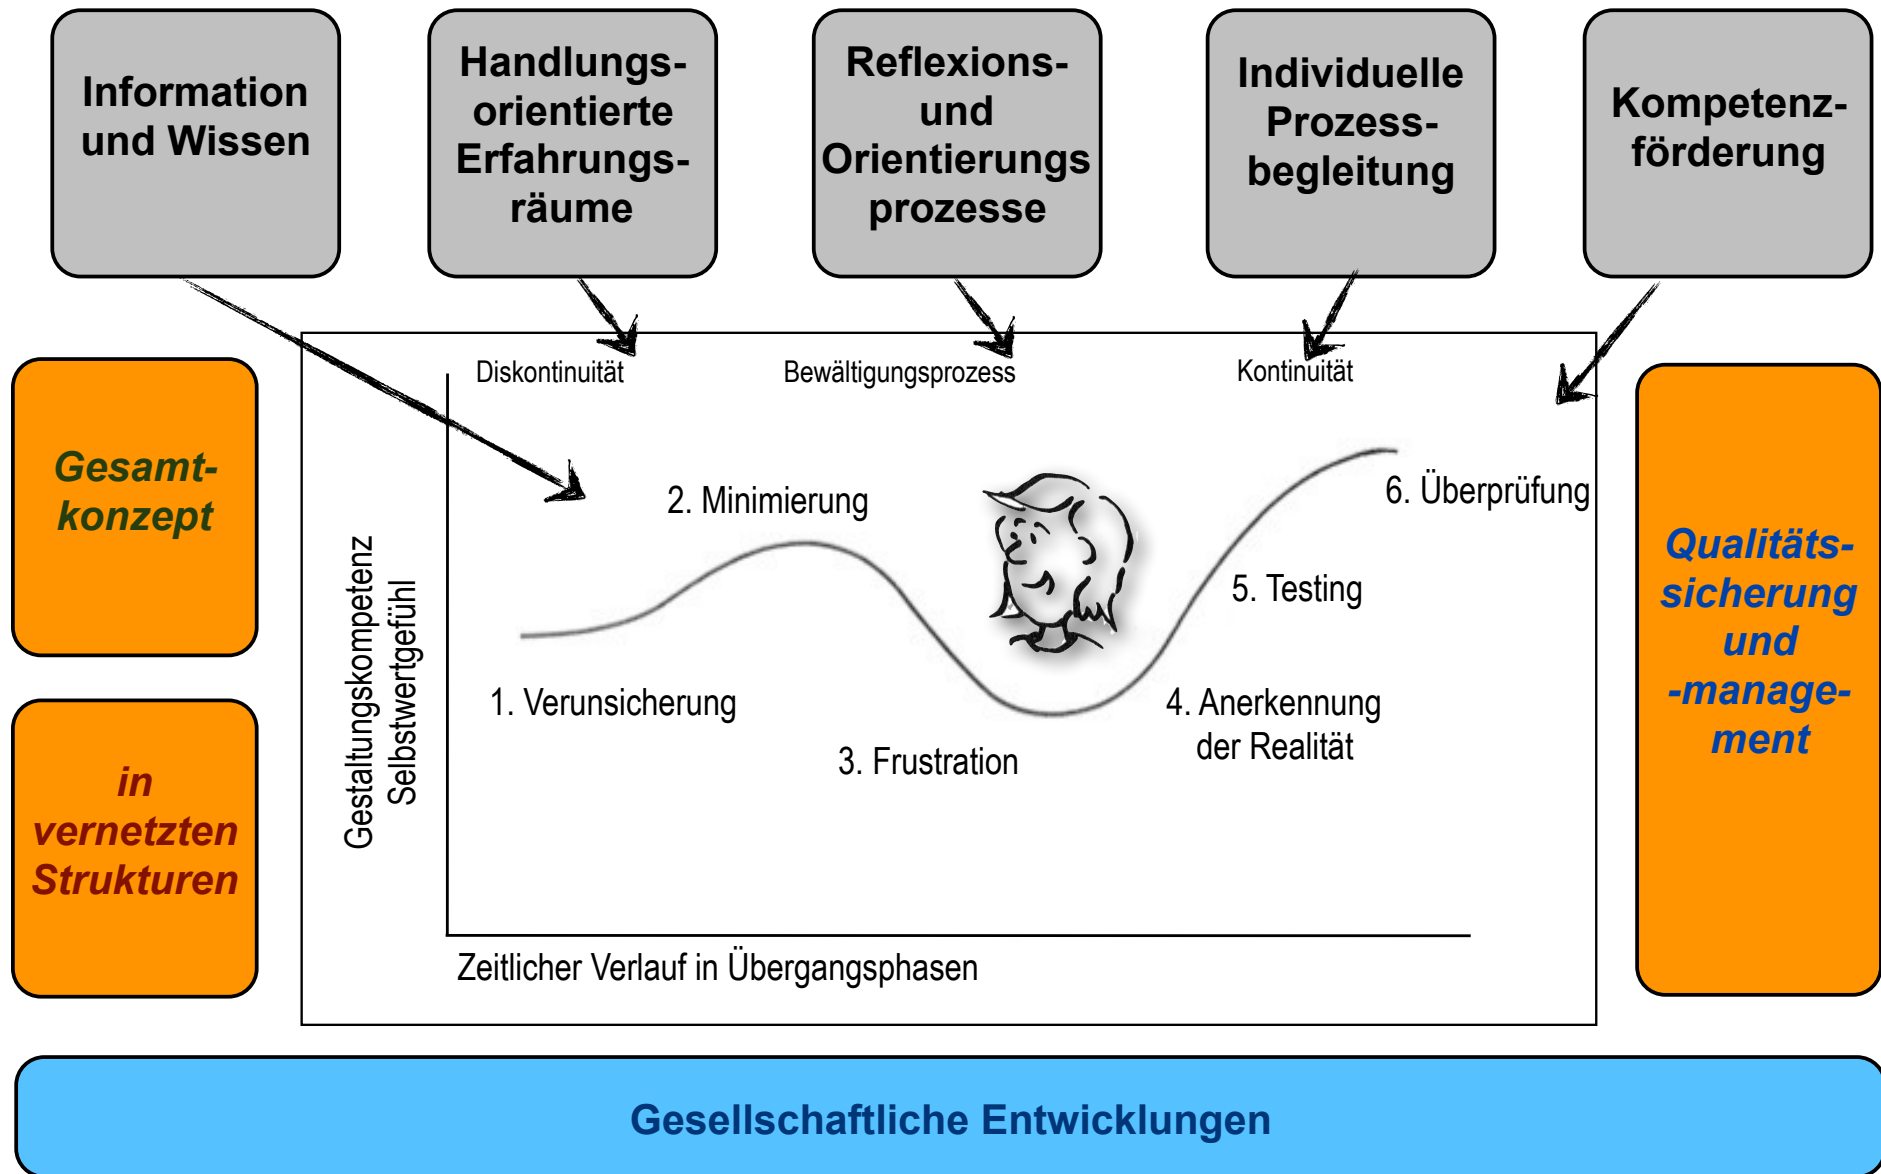 Information
und Wissen
Handlungs-
orientierte
Erfahrungs-
räume
Reflexions-
und
Orientierungs
prozesse
Individuelle
Prozess-
begleitung
Kompetenz-
förderung
Gesamt-
konzept
in
vernetzten
Strukturen
Diskontinuität
Bewältigungsprozess
Kontinuität
Gestaltungskompetenz
Selbstwertgefühl
1. Verunsicherung
2. Minimierung
3. Frustration
4. Anerkennung
der Realität
5. Testing
6. Überprüfung
Zeitlicher Verlauf in Übergangsphasen
Qualitäts-
sicherung
und
-manage-
ment
Gesellschaftliche Entwicklungen